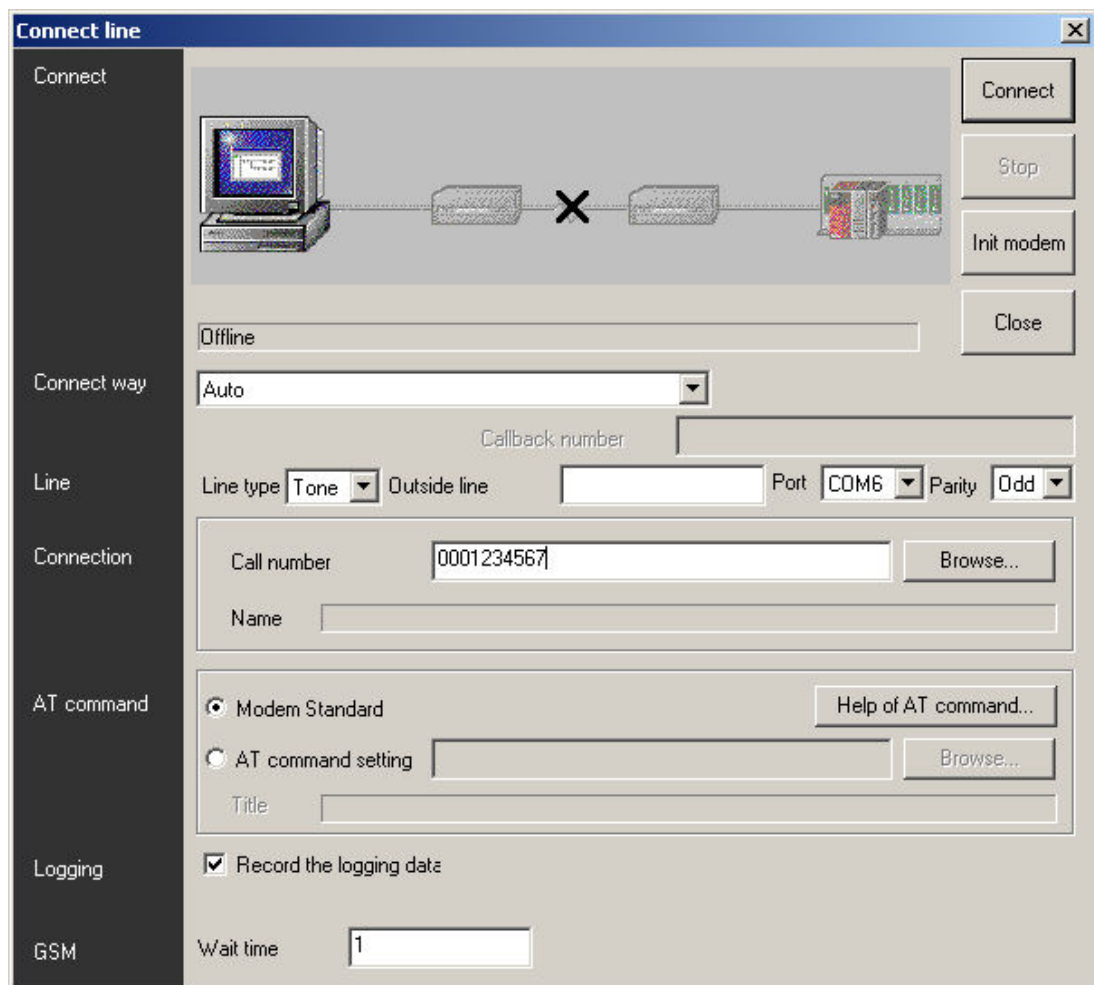 Connect line
Connect
Connect
Stop
Init modem
Close
Offline
Connect way
Auto
Callback number
Line
Line type Tone Outside line Port COM6 Parity Odd
Connection
Call number 0001234567 Browse...
Name
AT command
Modem Standard Help of AT command...
AT command setting Browse...
Title
Logging
Record the logging data
GSM
Wait time 1